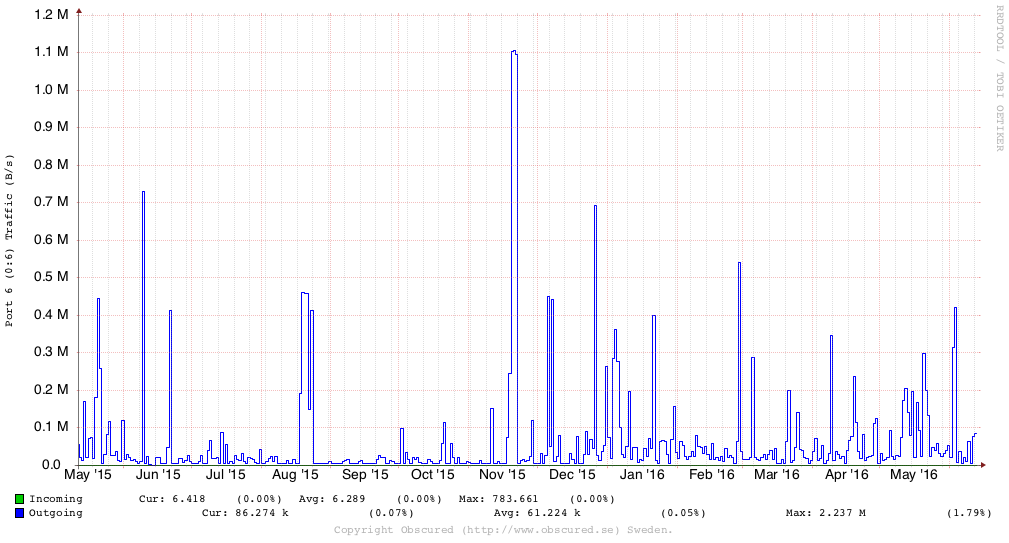 1.2 M
1.1 M
1.0 M
0.9 M
0.8 M
0.7 M
0.6 M
0.5 M
0.4 M
0.3 M
0.2 M
0.1 M
0.0
Port 6 (0:6) Traffic (B/s)
RRDTOOL / TOBI OETIKER
May '15 Jun '15 Jul '15 Aug '15 Sep '15 Oct '15 Nov '15 Dec '15 Jan '16 Feb '16 Mar '16 Apr '16 May '16
Incoming Cur: 6.418 (0.00%) Avg: 6.289 (0.00%) Max: 783.661 (0.00%)
Outgoing Cur: 86.274 k (0.07%) Avg: 61.224 k (0.05%) Max: 2.237 M (1.79%)
Copyright Obscured (http://www.obscured.se) Sweden.